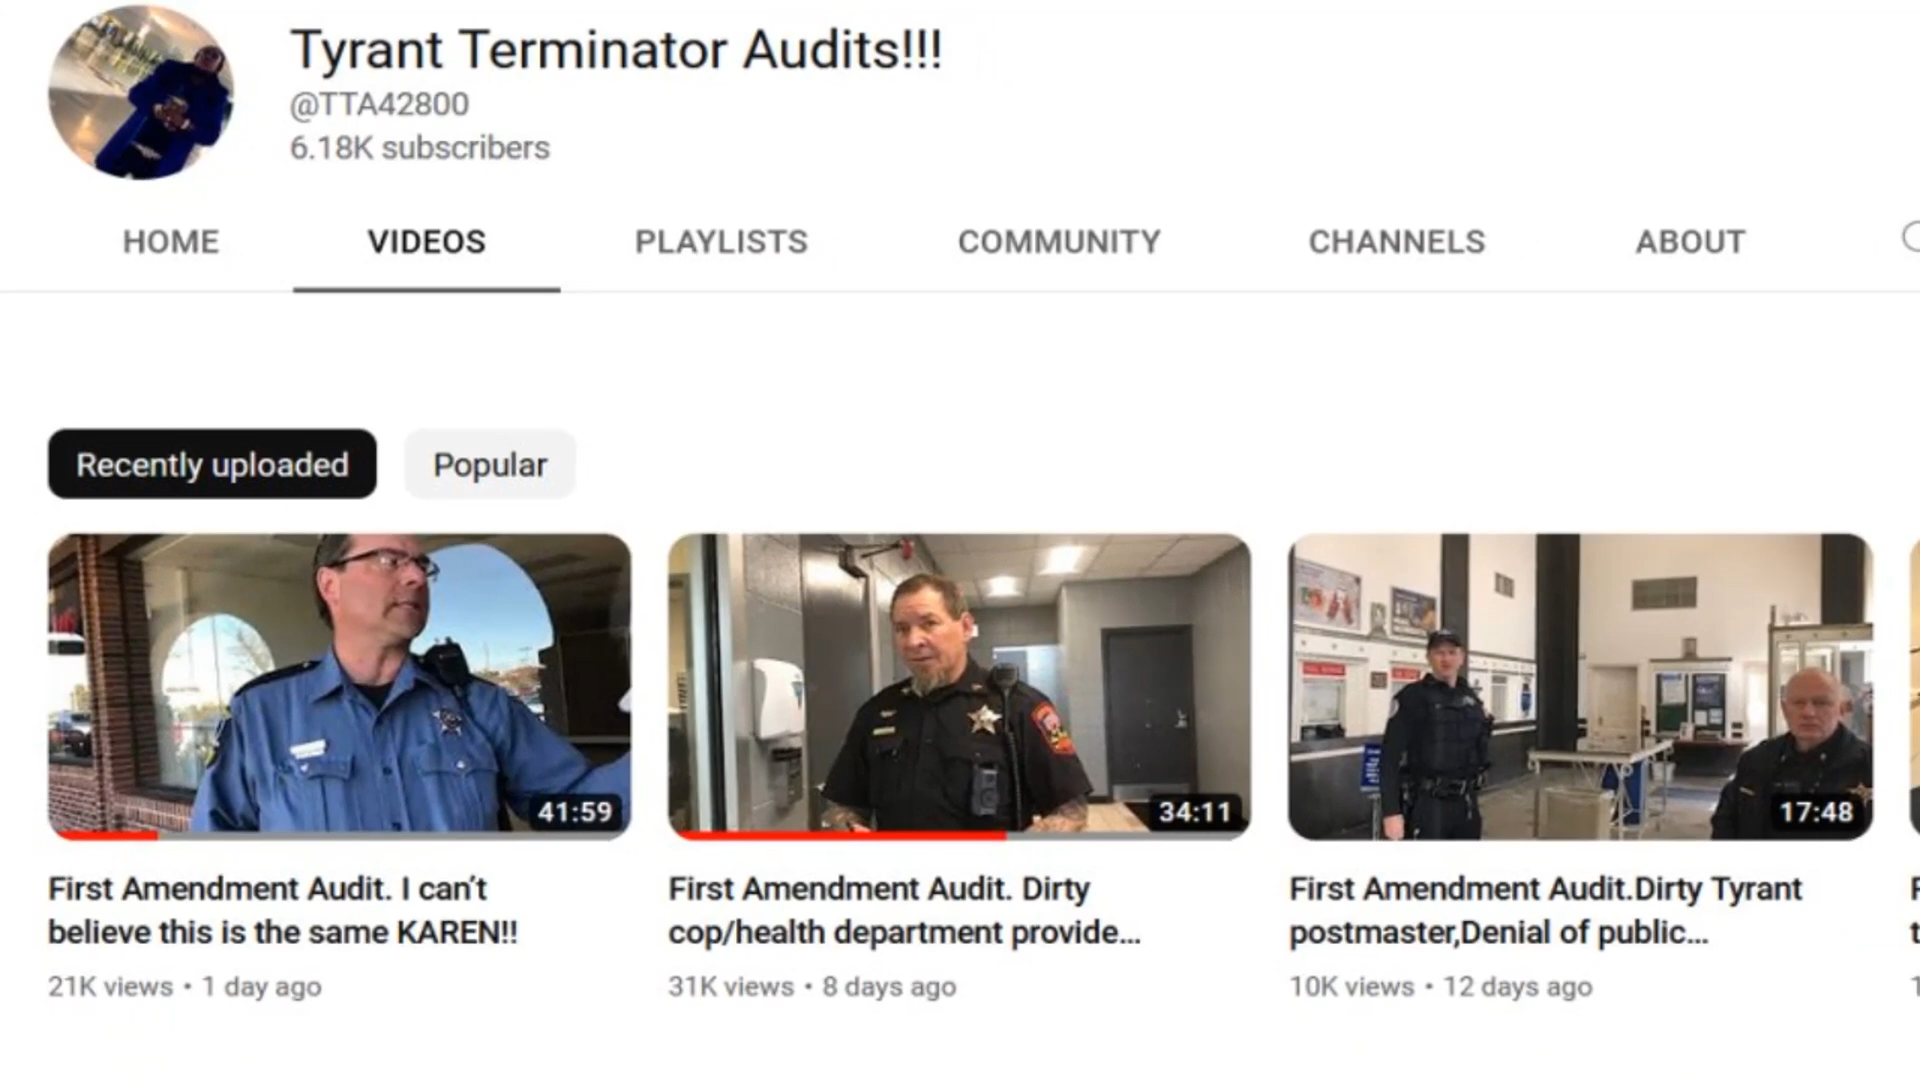 Tyrant Terminator Audits!!!
@TTA42800
6.18K subscribers
HOME VIDEOS PLAYLISTS COMMUNITY CHANNELS ABOUT
Recently uploaded Popular
41:59 34:11 17:48
First Amendment Audit. I can't
believe this is the same KAREN!!
21K views • 1 day ago
First Amendment Audit. Dirty
cop/health department provide...
31K views • 8 days ago
First Amendment Audit.Dirty Tyrant
postmaster,Denial of public...
10K views • 12 days ago